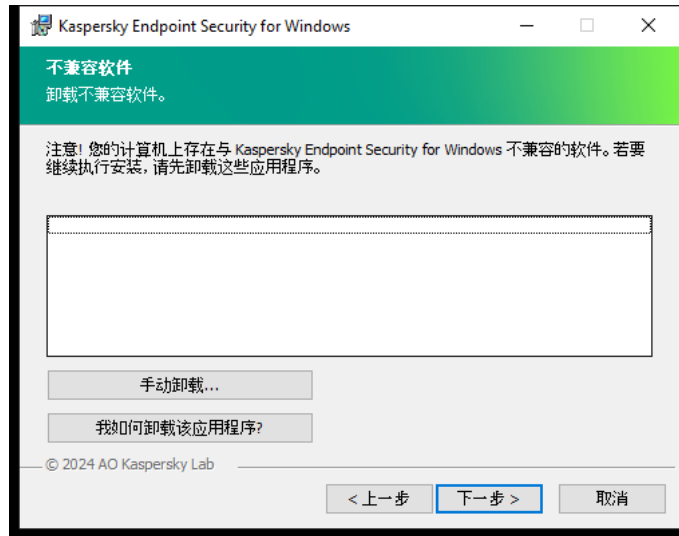 Kaspersky Endpoint Security for Windows
不兼容软件
卸载不兼容软件。
注意! 您的计算机上存在与 Kaspersky Endpoint Security for Windows 不兼容的软件。若要
继续执行安装, 请先卸载这些应用程序。
手动卸载...
我如何卸载该应用程序?
© 2024 AO Kaspersky Lab
< 上一步
下一步 >
取消